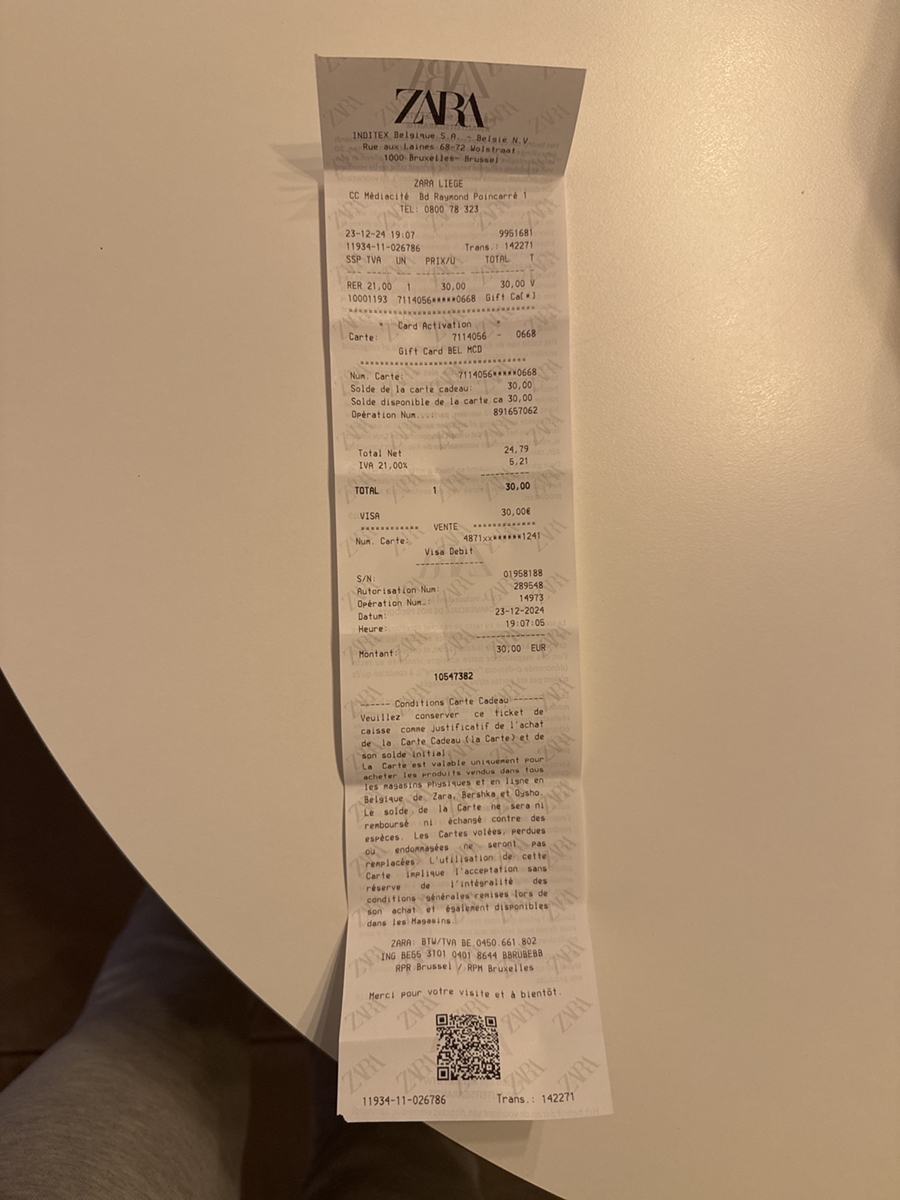 ZARA
INDITEX Belgique S.A. - Belgie N.V.
Rue aux Laines 68-72 Wolstraat
1000 Bruxelles- Brussel
ZARA LIEGE
CC Médiacité Bd Raymond Poincarré 1
TEL: 0800 78 323
23-12-24 19:07 9951681
11934-11-026786 Trans.: 142271
SSP TVA UN PRIX/U TOTAL T
RER 21,00 1 30,00 30,00 V
10001193 7114056*****0668 Gift Ca[*]
* Card Activation *
Carte: 7114056 - 0668
Gift Card BEL MCD
Num. Carte: 7114056*****0668
Solde de la carte cadeau: 30,00
Solde disponible de la carte ca 30,00
Opération Num...: 891657062
Total Net 24,79
IVA 21,00% 5,21
TOTAL 1 30,00
VISA 30,00€
************ VENTE ************
Num. Carte: 4871xx******1241
Visa Debit
S/N: 01958188
Autorisation Num: 289548
Opération Num.: 14973
Datum: 23-12-2024
Heure: 19:07:05
Montant: 30,00 EUR
10547382
------ Conditions Carte Cadeau ------
Veuillez conserver ce ticket de
caisse comme justificatif de l'achat
de la Carte Cadeau (la Carte) et de
son solde initial
La Carte est valable uniquement pour
acheter les produits vendus dans tous
les magasins physiques et en ligne en
Belgique de Zara, Bershka et Oysho.
Le solde de la Carte ne sera ni
remboursé ni échangé contre des
espèces. Les Cartes volées, perdues
ou endommagées ne seront pas
remplacées. L'utilisation de cette
Carte implique l'acceptation sans
réserve de l'intégralité des
conditions générales remises lors de
son achat et également disponibles
dans les Magasins.
ZARA: BTW/TVA BE 0450.661.802
ING BE55 3101 0401 8644 BBRUBEBB
RPR Brussel / RPM Bruxelles
Merci pour votre visite et à bientôt.
11934-11-026786 Trans.: 142271